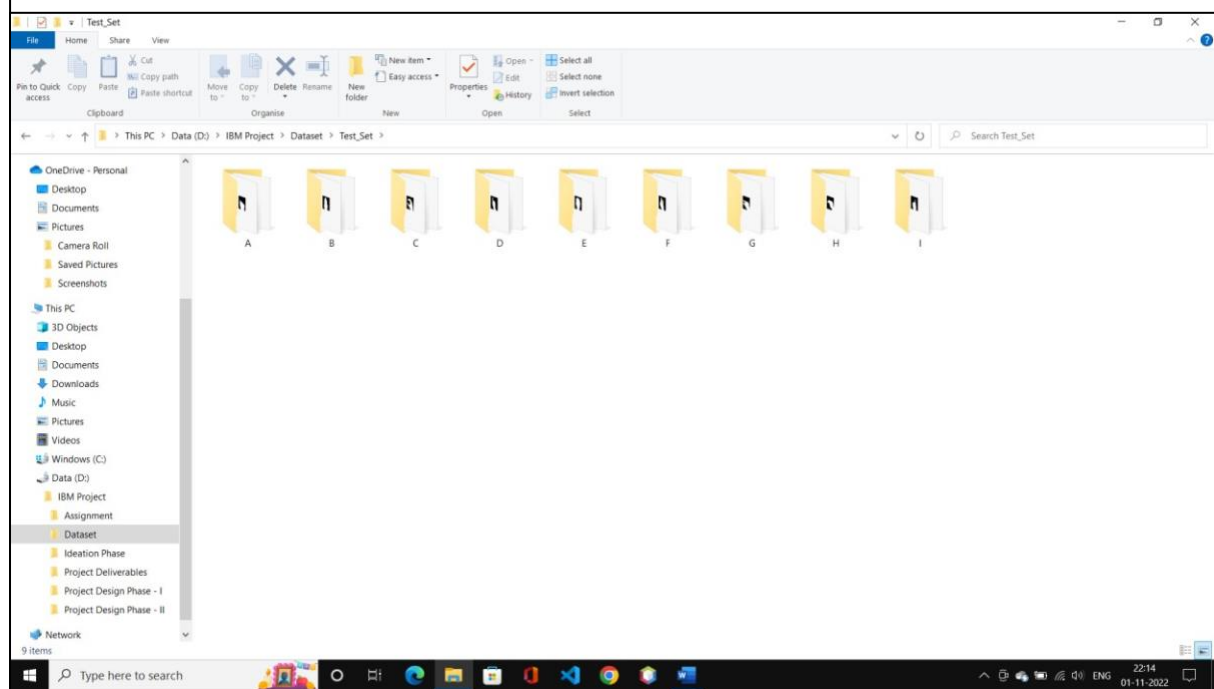 Test_Set
File Home Share View
Pin to Quick access Copy Paste Cut Copy path Paste shortcut
Move to Copy to Delete Rename New folder New item Easy access
Properties Open Edit History Select all Select none Invert selection
Clipboard Organise New Open Select
This PC > Data (D:) > IBM Project > Dataset > Test_Set > Search Test_Set
OneDrive - Personal
Desktop
Documents
Pictures
Camera Roll
Saved Pictures
Screenshots
This PC
3D Objects
Desktop
Documents
Downloads
Music
Pictures
Videos
Windows (C:)
Data (D:)
IBM Project
Assignment
Dataset
Ideation Phase
Project Deliverables
Project Design Phase - I
Project Design Phase - II
Network
A B C D E F G H I
9 items
Type here to search
ENG 22:14
01-11-2022